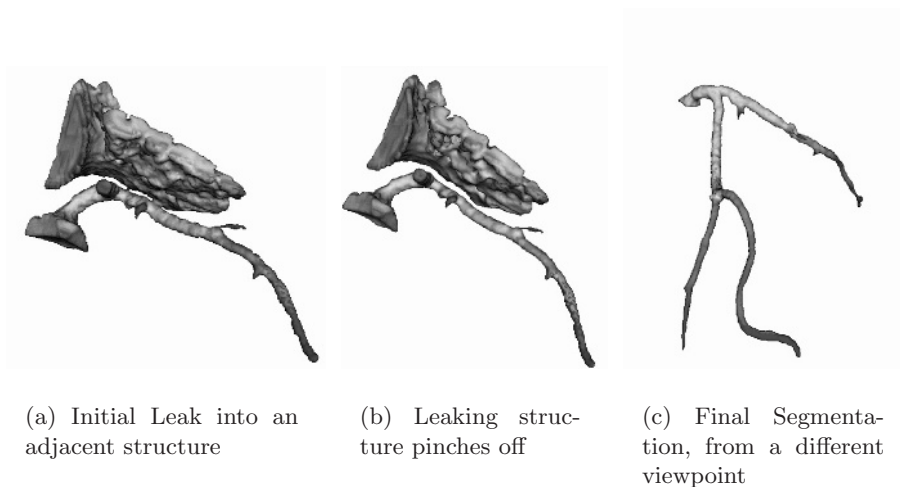 (a) Initial Leak into an
adjacent structure
(b) Leaking struc-
ture pinches off
(c) Final Segmenta-
tion, from a different
viewpoint